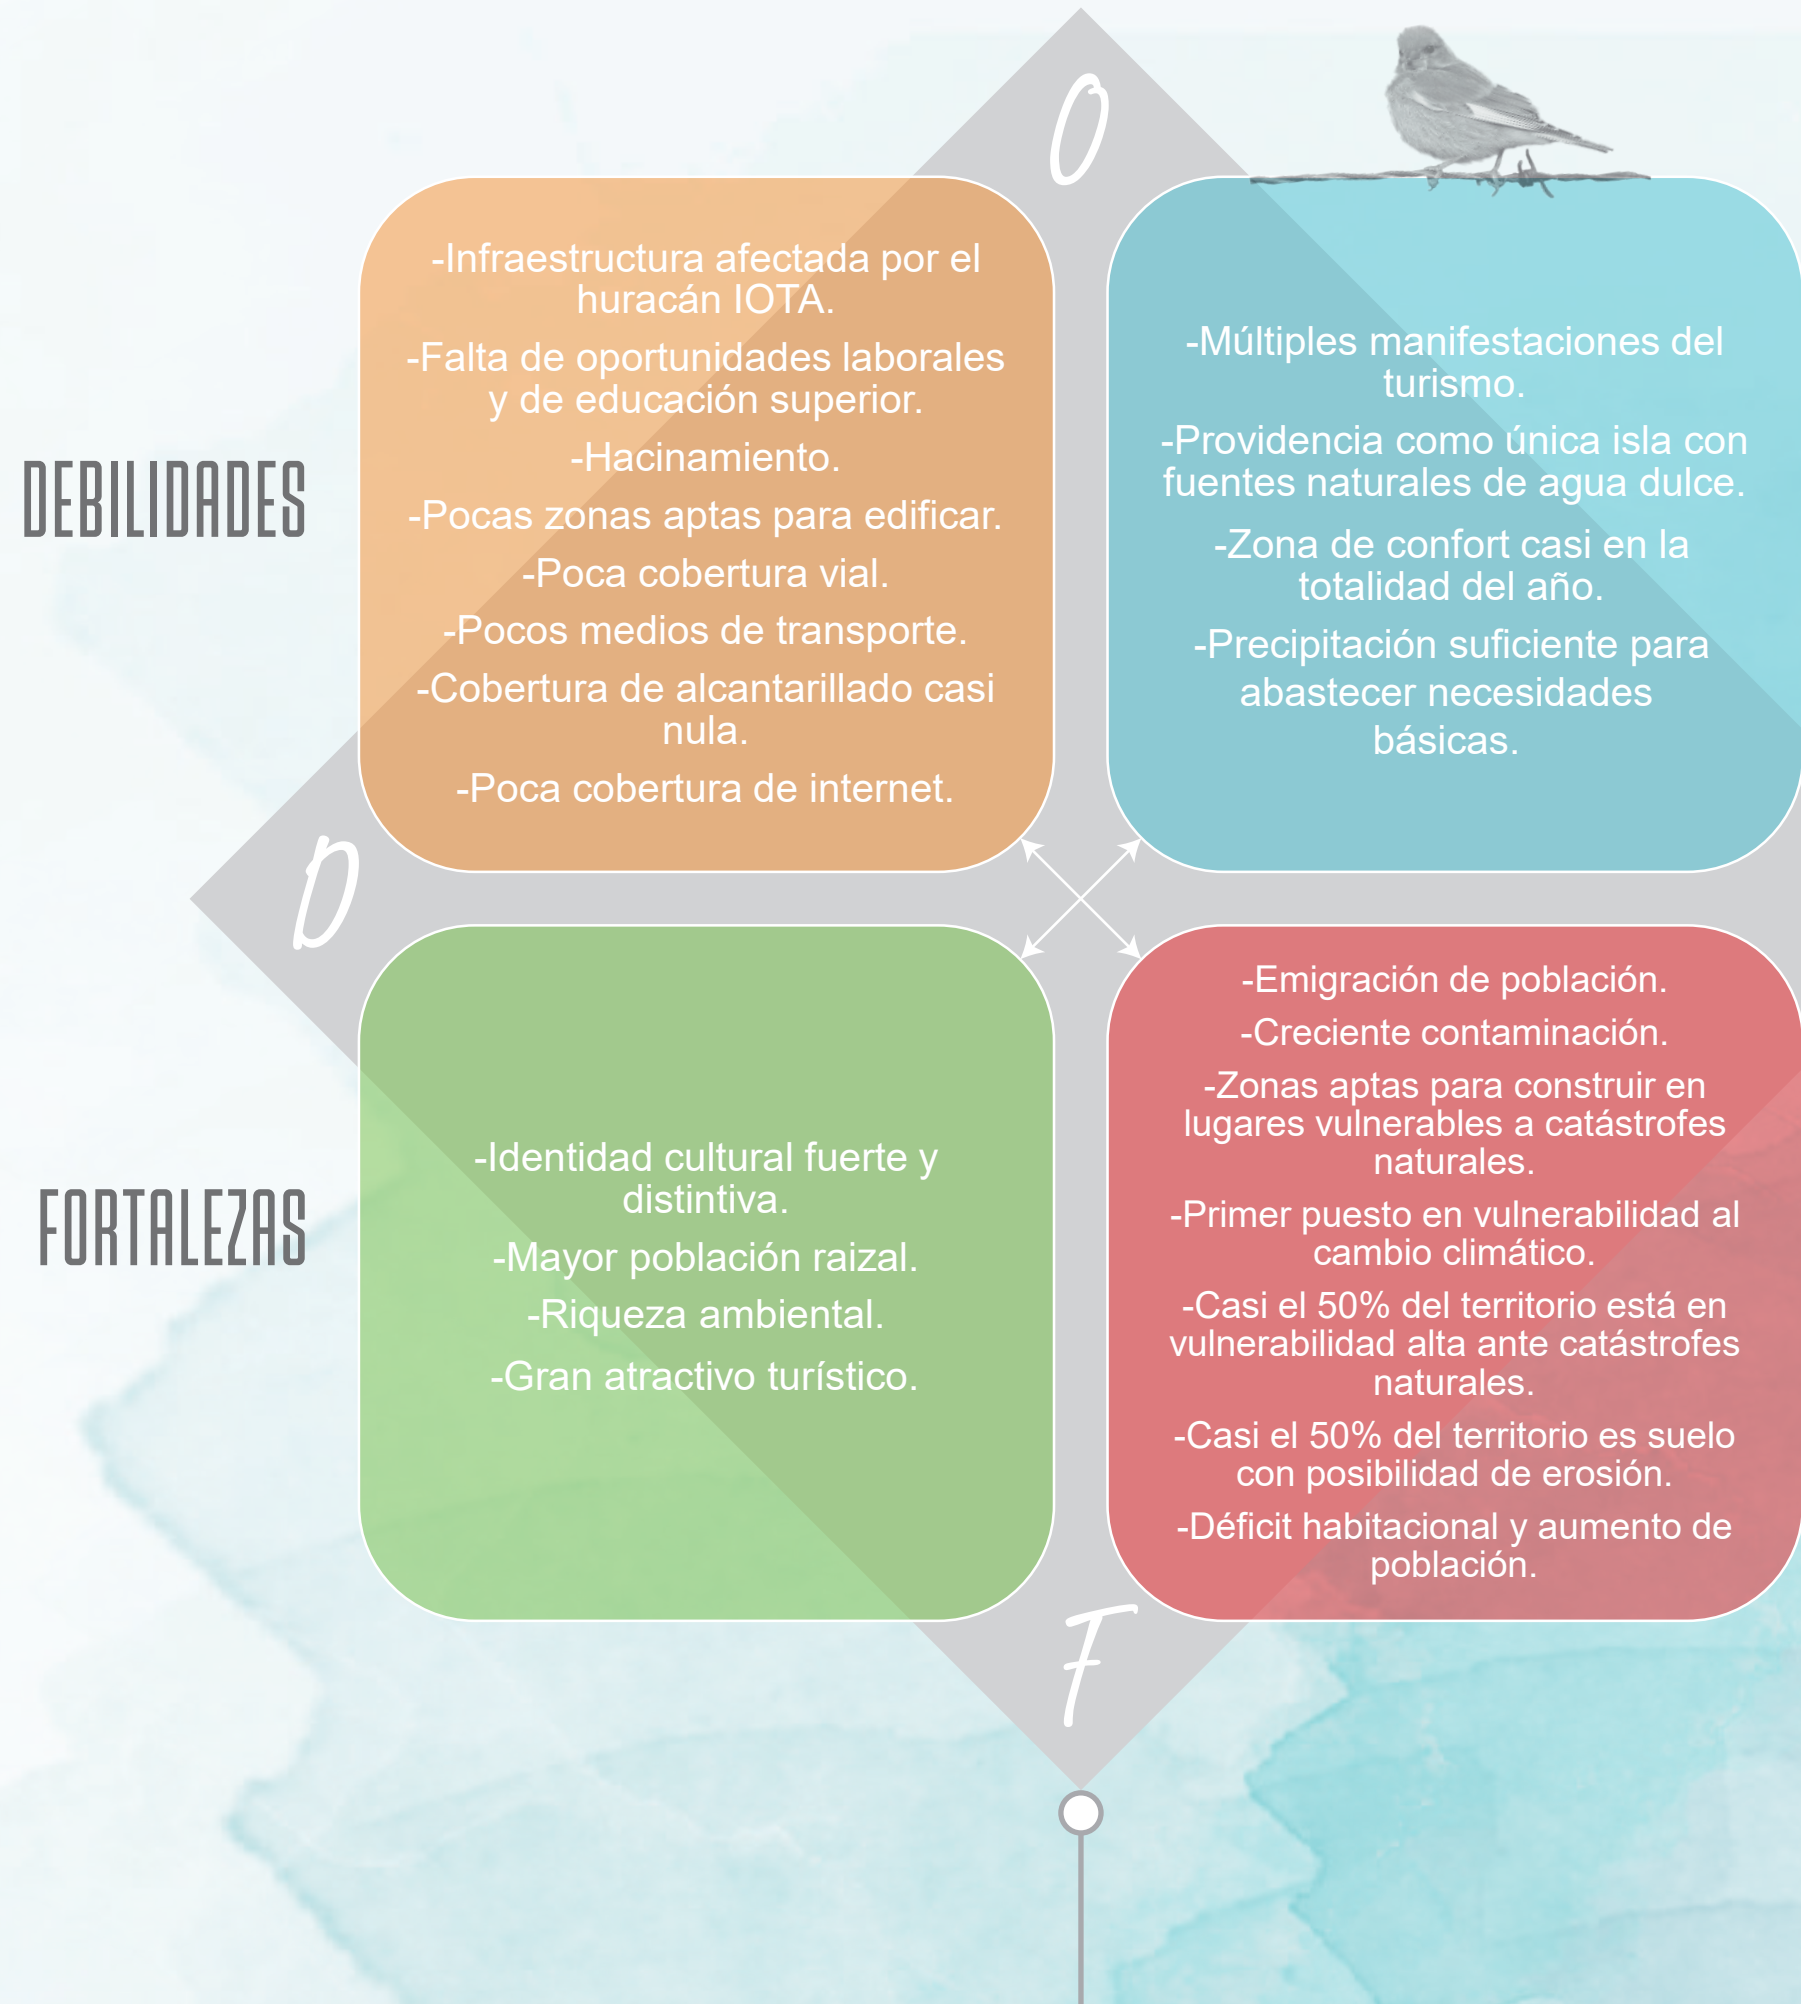 O
-Infraestructura afectada por el
huracán IOTA.
-Falta de oportunidades laborales
y de educación superior.
-Hacinamiento.
-Pocas zonas aptas para edificar.
-Poca cobertura vial.
-Pocos medios de transporte.
-Cobertura de alcantarillado casi
nula.
-Poca cobertura de internet.
DEBILIDADES
-Múltiples manifestaciones del
turismo.
-Providencia como única isla con
fuentes naturales de agua dulce.
-Zona de confort casi en la
totalidad del año.
-Precipitación suficiente para
abastecer necesidades
básicas.
D
-Identidad cultural fuerte y
distintiva.
-Mayor población raizal.
-Riqueza ambiental.
-Gran atractivo turístico.
FORTALEZAS
-Emigración de población.
-Creciente contaminación.
-Zonas aptas para construir en
lugares vulnerables a catástrofes
naturales.
-Primer puesto en vulnerabilidad al
cambio climático.
-Casi el 50% del territorio está en
vulnerabilidad alta ante catástrofes
naturales.
-Casi el 50% del territorio es suelo
con posibilidad de erosión.
-Déficit habitacional y aumento de
población.
F